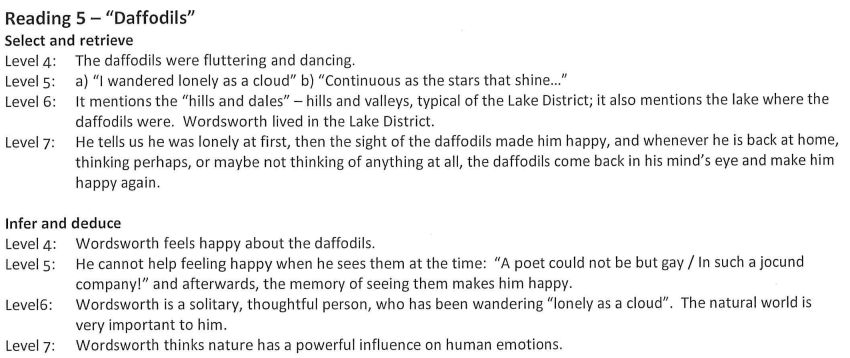 Reading 5 – “Daffodils”
Select and retrieve
Level 4: The daffodils were fluttering and dancing.
Level 5: a) “I wandered lonely as a cloud” b) “Continuous as the stars that shine…”
Level 6: It mentions the “hills and dales” – hills and valleys, typical of the Lake District; it also mentions the lake where the
daffodils were. Wordsworth lived in the Lake District.
Level 7: He tells us he was lonely at first, then the sight of the daffodils made him happy, and whenever he is back at home,
thinking perhaps, or maybe not thinking of anything at all, the daffodils come back in his mind’s eye and make him
happy again.
Infer and deduce
Level 4: Wordsworth feels happy about the daffodils.
Level 5: He cannot help feeling happy when he sees them at the time: “A poet could not be but gay / In such a jocund
company!” and afterwards, the memory of seeing them makes him happy.
Level6: Wordsworth is a solitary, thoughtful person, who has been wandering “lonely as a cloud”. The natural world is
very important to him.
Level 7: Wordsworth thinks nature has a powerful influence on human emotions.